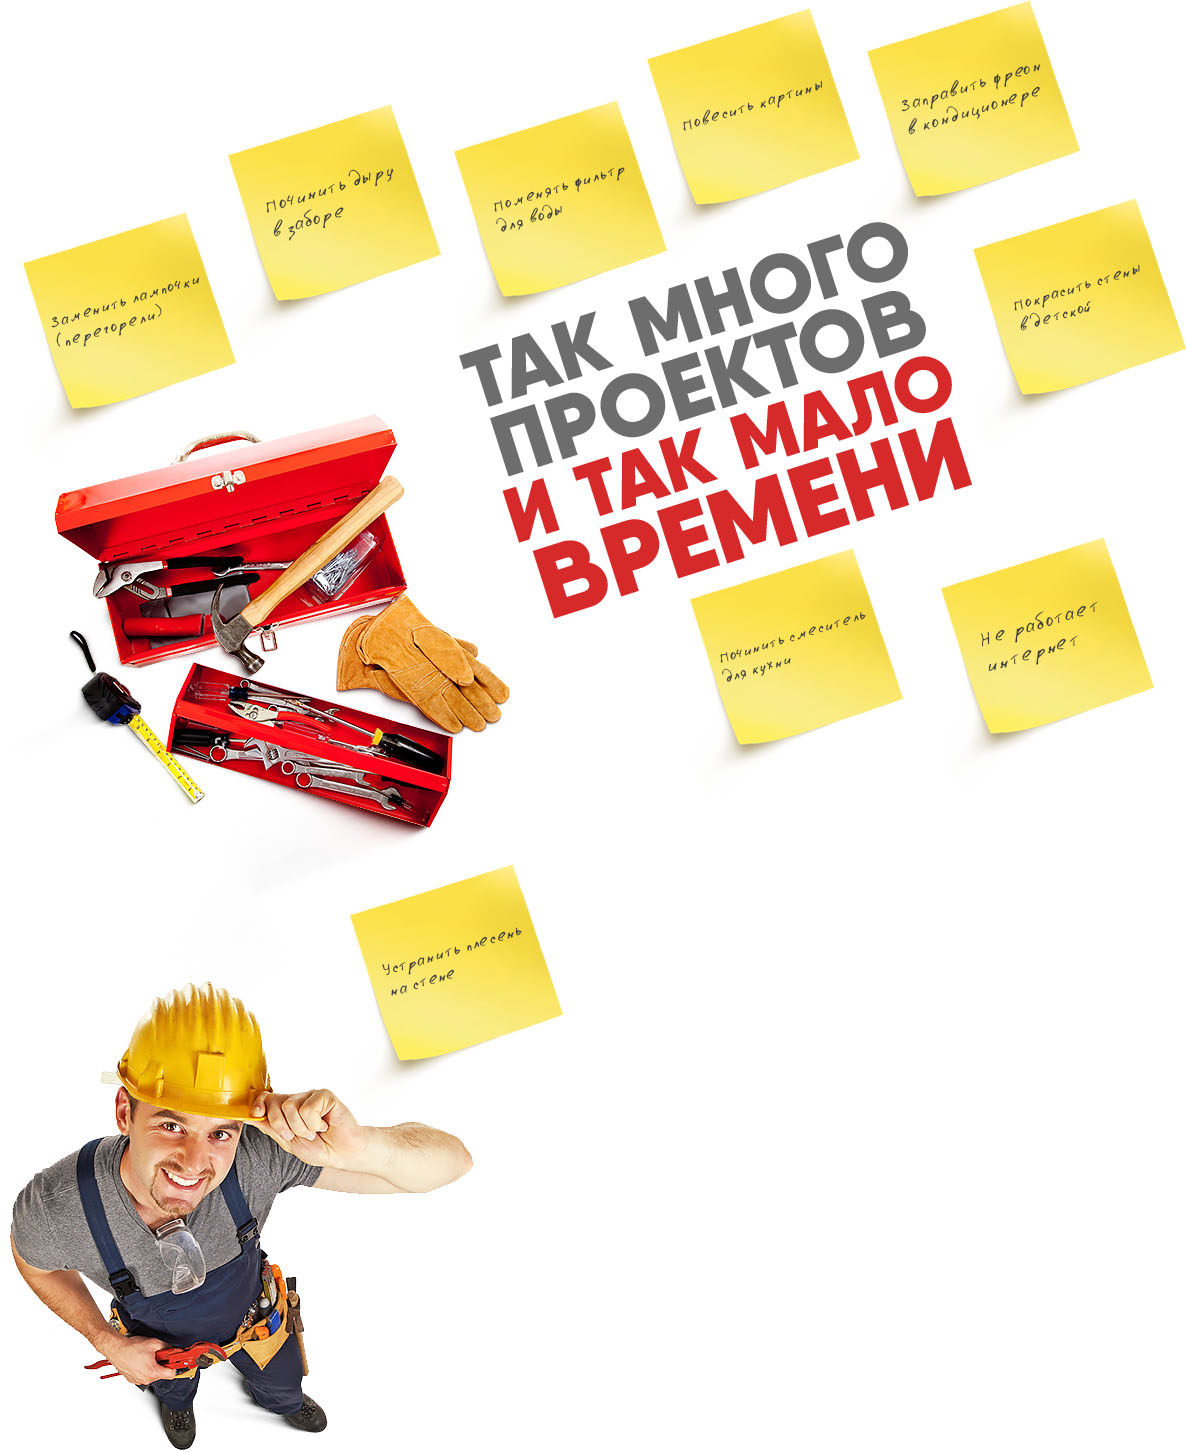 Повесить картины
Заправить фреон
в кондиционере
Починить дыру
в заборе
Поменять фильтр
для воды
Заменить лампочки
(перегорели)
Покрасить стены
в детской
ТАК МНОГО
ПРОЕКТОВ
И ТАК МАЛО
ВРЕМЕНИ
Починить смеситель
для кухни
Не работает
интернет
Устранить плесень
на стене